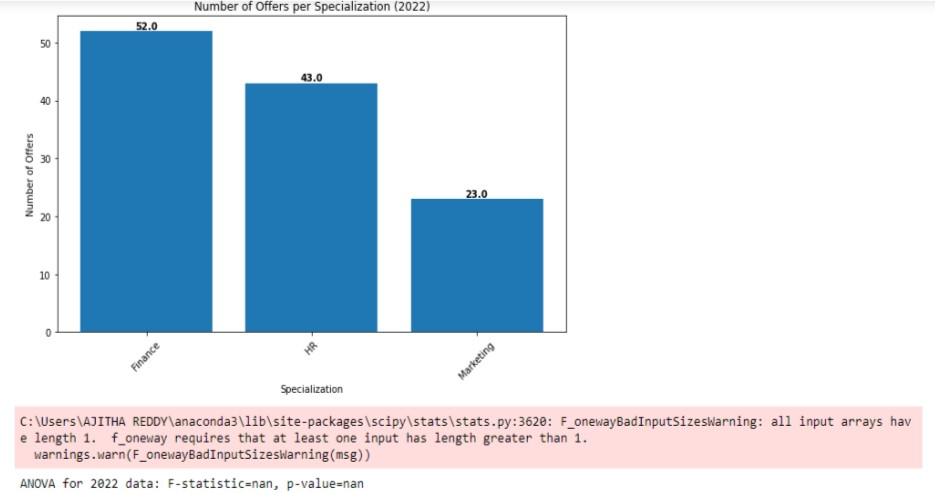 Number of Offers per Specialization (2022)
52.0
50
43.0
40
Number of Offers
30
23.0
20
10
0
Finance
HR
Marketing
Specialization
C:\Users\AJITHA REDDY\anaconda3\lib\site-packages\scipy\stats\stats.py:3620: F_onewayBadInputSizesWarning: all input arrays hav
e length 1.  f_oneway requires that at least one input has length greater than 1.
  warnings.warn(F_onewayBadInputSizesWarning(msg))
ANOVA for 2022 data: F-statistic=nan, p-value=nan